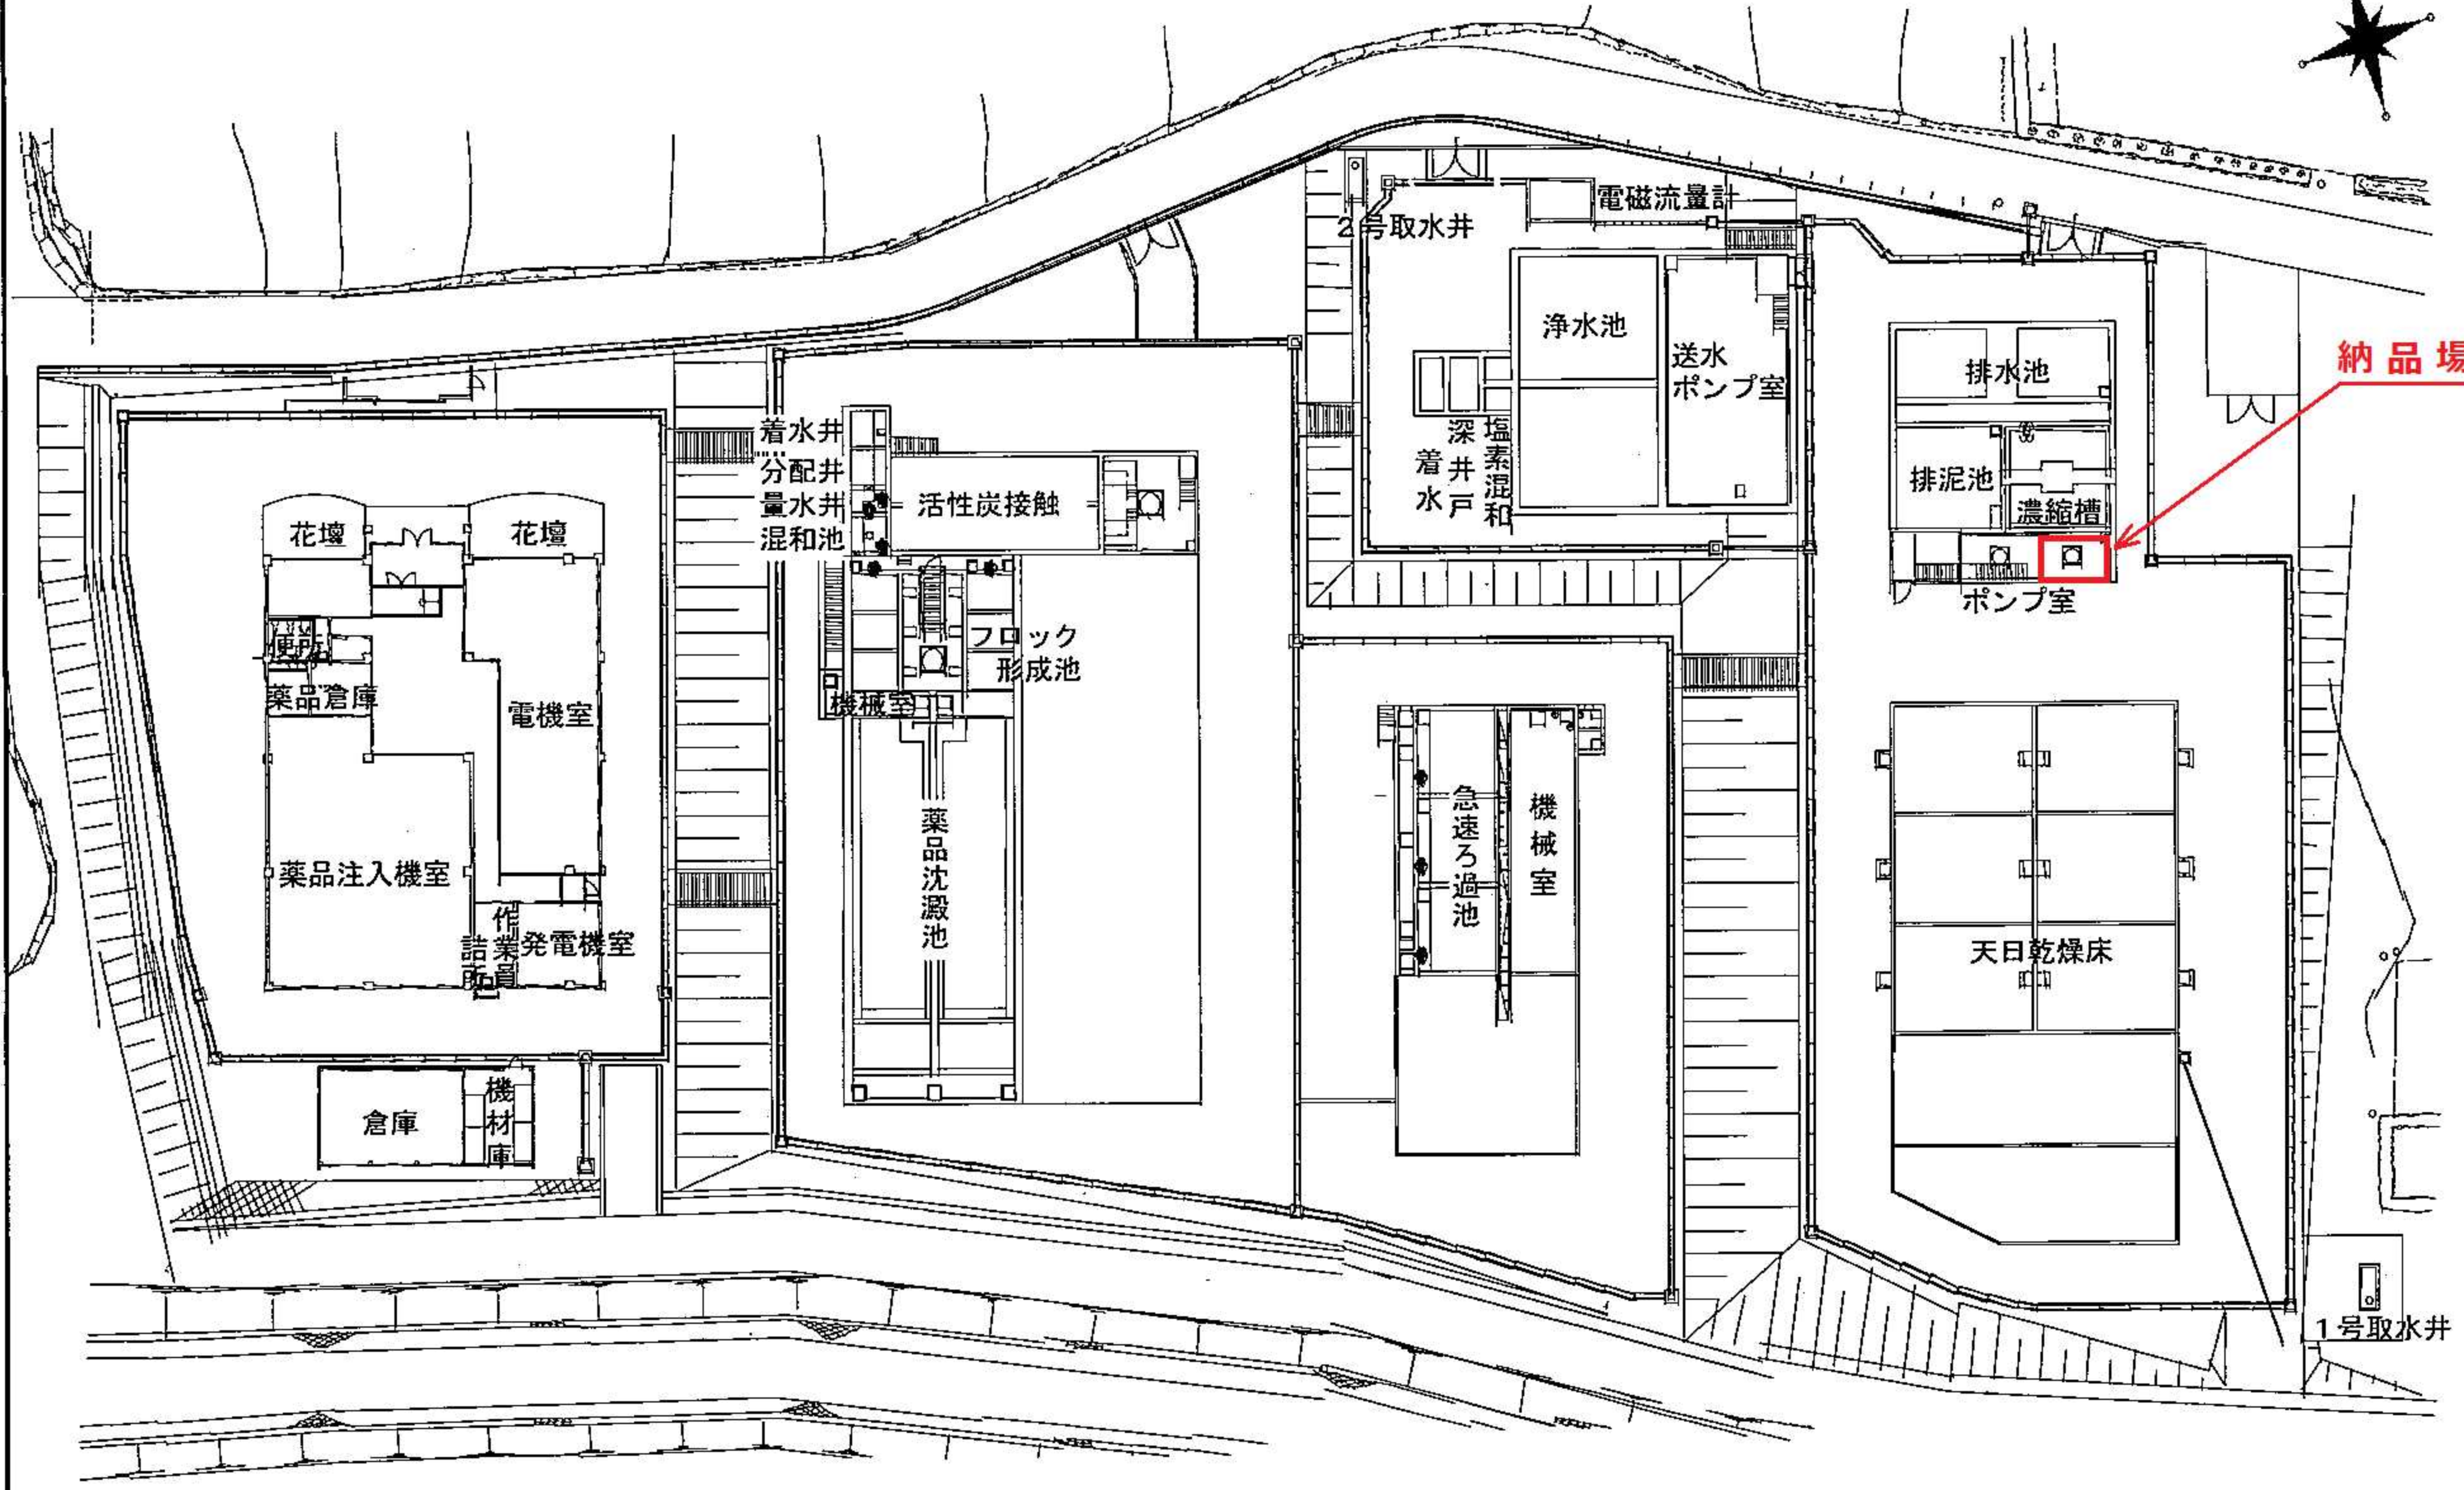 電磁流量計
2号取水井
浄水池
送水
ポンプ室
排水池
納品場
着水井
分配井
量水井
混和池
活性炭接触
着水
深井戸
塩素混和
排泥池
濃縮槽
花壇
花壇
ポンプ室
フロック
形成池
便所
薬品倉庫
機械室
電機室
薬品沈澱池
急速ろ過池
機械室
薬品注入機室
作業員
詰所
発電機室
天日乾燥床
倉庫
機材庫
1号取水井